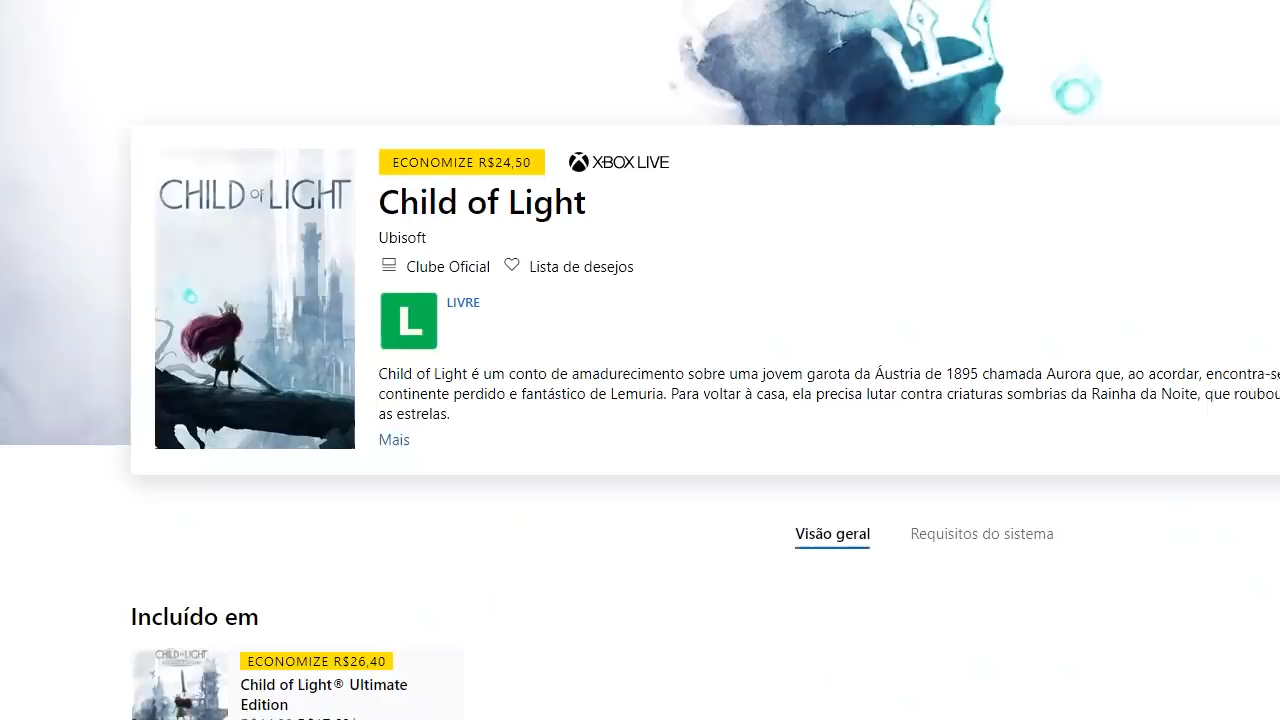 ECONOMIZE R$24,50
XBOX LIVE
CHILD OF LIGHT
Child of Light
Ubisoft
Clube Oficial
Lista de desejos
L
LIVRE
Child of Light é um conto de amadurecimento sobre uma jovem garota da Áustria de 1895 chamada Aurora que, ao acordar, encontra-se
continente perdido e fantástico de Lemuria. Para voltar à casa, ela precisa lutar contra criaturas sombrias da Rainha da Noite, que roubou
as estrelas.
Mais
Visão geral
Requisitos do sistema
Incluído em
CHILD OF LIGHT
ECONOMIZE R$26,40
Child of Light® Ultimate
Edition